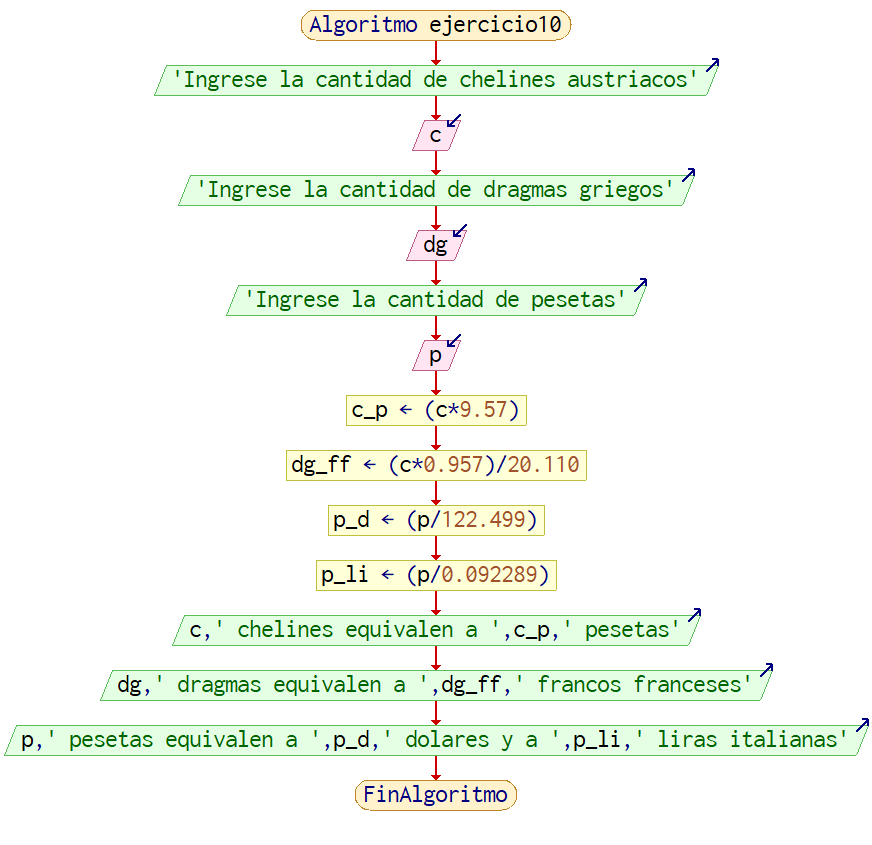 Algoritmo ejercicio10
'Ingrese la cantidad de chelines austriacos'
c
'Ingrese la cantidad de dragmas griegos'
dg
'Ingrese la cantidad de pesetas'
p
c_p ← (c*9.57)
dg_ff ← (c*0.957)/20.110
p_d ← (p/122.499)
p_li ← (p/0.092289)
c,' chelines equivalen a ',c_p,' pesetas'
dg,' dragmas equivalen a ',dg_ff,' francos franceses'
p,' pesetas equivalen a ',p_d,' dolares y a ',p_li,' liras italianas'
FinAlgoritmo